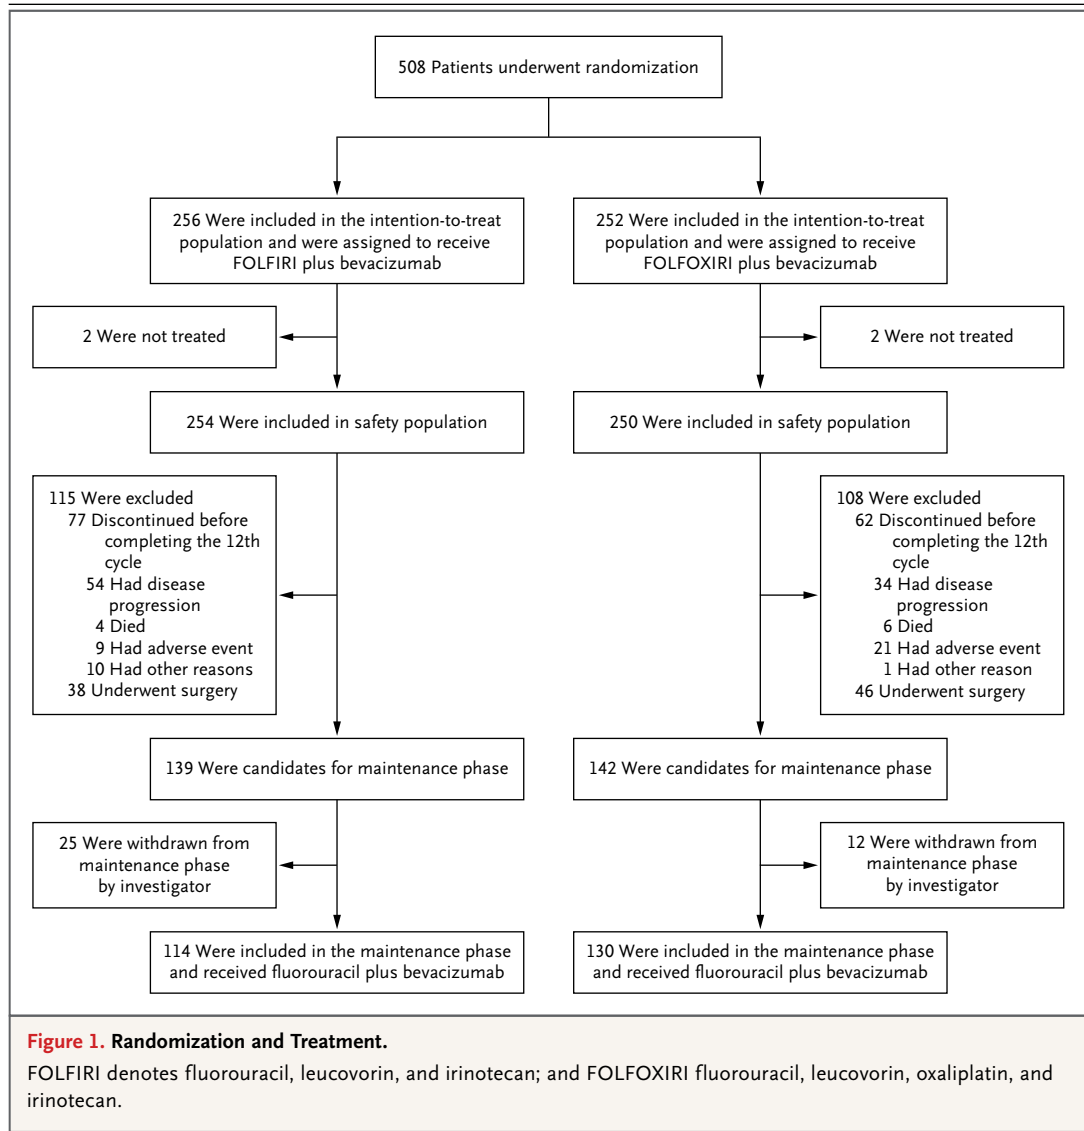 508 Patients underwent randomization
256 Were included in the intention-to-treat
population and were assigned to receive
FOLFIRI plus bevacizumab
252 Were included in the intention-to-treat
population and were assigned to receive
FOLFOXIRI plus bevacizumab
2 Were not treated
2 Were not treated
254 Were included in safety population
250 Were included in safety population
115 Were excluded
77 Discontinued before
completing the 12th
cycle
54 Had disease
progression
4 Died
9 Had adverse event
10 Had other reasons
38 Underwent surgery
108 Were excluded
62 Discontinued before
completing the 12th
cycle
34 Had disease
progression
6 Died
21 Had adverse event
1 Had other reason
46 Underwent surgery
139 Were candidates for maintenance phase
142 Were candidates for maintenance phase
25 Were withdrawn from
maintenance phase
by investigator
12 Were withdrawn from
maintenance phase
by investigator
114 Were included in the maintenance phase
and received fluorouracil plus bevacizumab
130 Were included in the maintenance phase
and received fluorouracil plus bevacizumab
Figure 1. Randomization and Treatment.
FOLFIRI denotes fluorouracil, leucovorin, and irinotecan; and FOLFOXIRI fluorouracil, leucovorin, oxaliplatin, and
irinotecan.